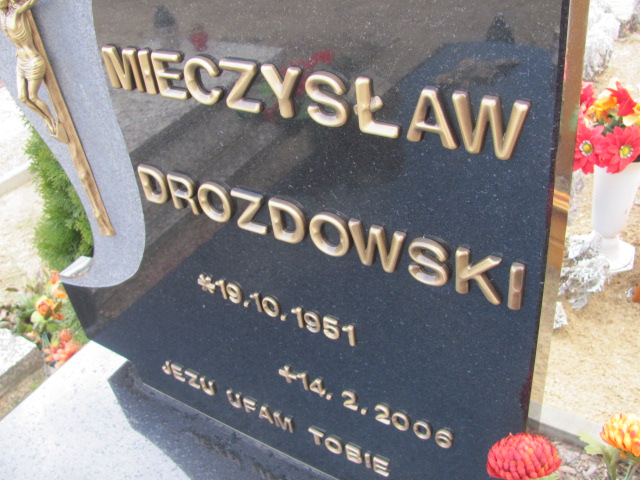 MIECZYSŁAW
DROZDOWSKI
*19.10.1951
+14.2.2006
JEZU UFAM TOBIE